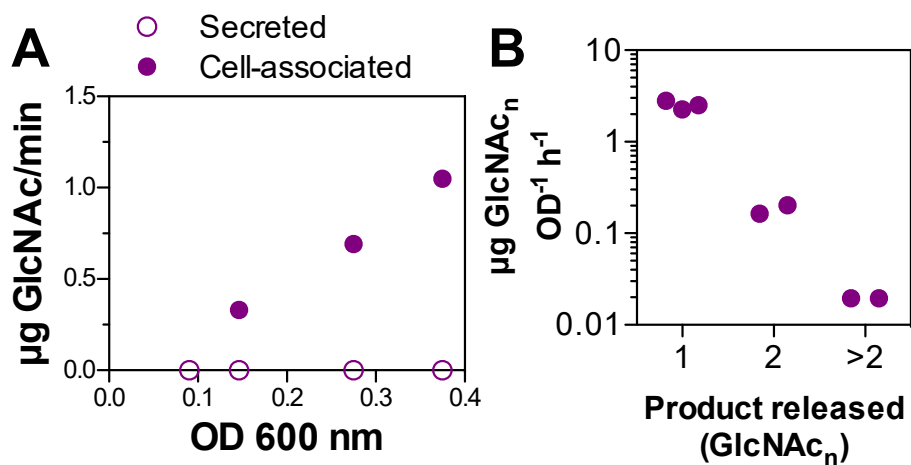 A
Secreted
Cell-associated
µg GlcNAc/min
1.5
1.0
0.5
0.0
0.0 0.1 0.2 0.3 0.4
OD 600 nm
B
µg GlcNAcₙ
OD⁻¹ h⁻¹
10
1
0.1
0.01
1 2 >2
Product released
(GlcNAcₙ)